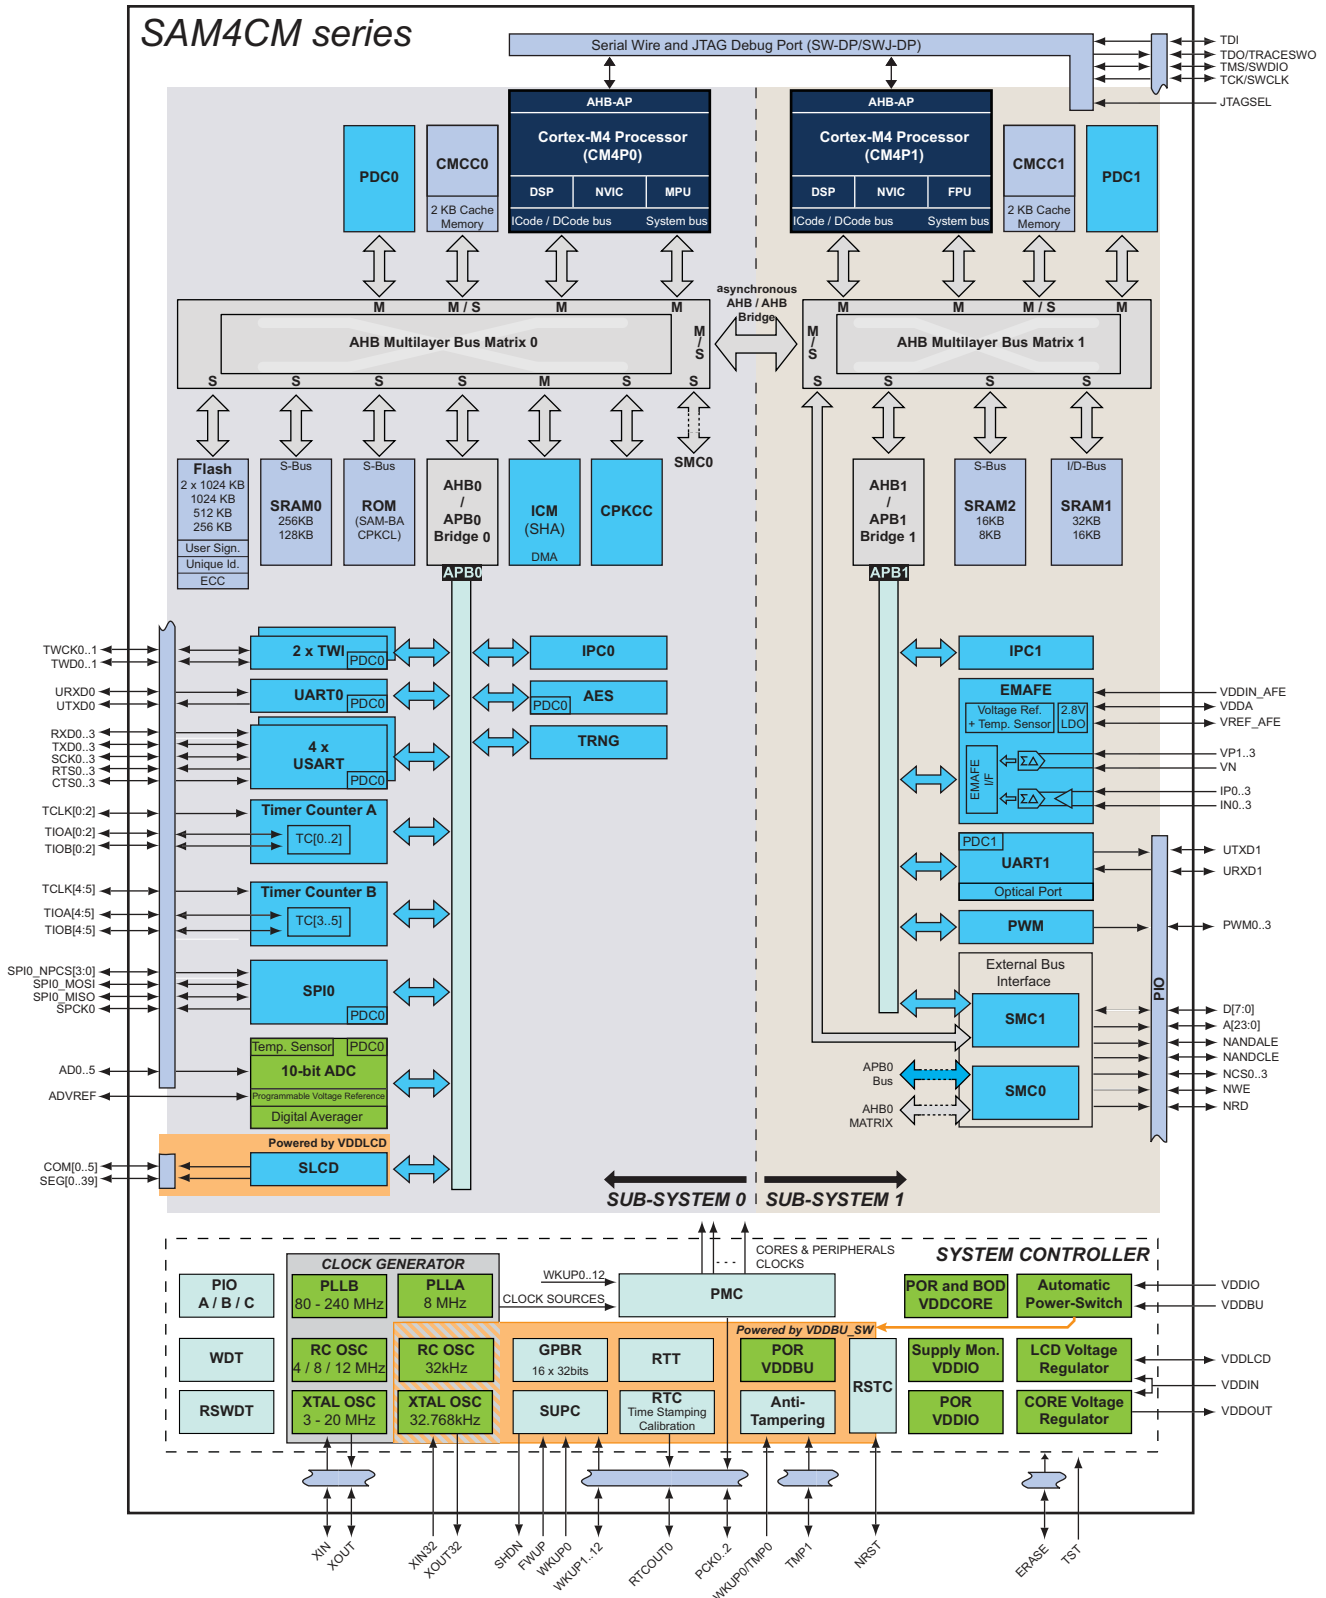 SAM4CM series
Serial Wire and JTAG Debug Port (SW-DP/SWJ-DP)
TDI
TDO/TRACESWO
TMS/SWDIO
TCK/SWCLK
JTAGSEL
PDC0
CMCC0
2 KB Cache
Memory
AHB-AP
Cortex-M4 Processor
(CM4P0)
DSP
NVIC
MPU
ICode / DCode bus
System bus
AHB-AP
Cortex-M4 Processor
(CM4P1)
DSP
NVIC
FPU
ICode / DCode bus
System bus
CMCC1
2 KB Cache
Memory
PDC1
M
M / S
M
M
AHB Multilayer Bus Matrix 0
M
/
S
S
S
S
S
M
S
S
asynchronous
AHB / AHB
Bridge
M
M
M / S
M
M
/
S
AHB Multilayer Bus Matrix 1
S
S
S
S
Flash
2 x 1024 KB
1024 KB
512 KB
256 KB
User Sign.
Unique Id.
ECC
S-Bus
SRAM0
256KB
128KB
S-Bus
ROM
(SAM-BA
CPKCL)
AHB0
/
APB0
Bridge 0
ICM
(SHA)
DMA
CPKCC
SMC0
AHB1
/
APB1
Bridge 1
S-Bus
SRAM2
16KB
8KB
I/D-Bus
SRAM1
32KB
16KB
APB0
APB1
TWCK0..1
TWD0..1
2 x TWI
PDC0
IPC0
IPC1
URXD0
UTXD0
UART0
PDC0
AES
PDC0
RXD0..3
TXD0..3
SCK0..3
RTS0..3
CTS0..3
4 x
USART
PDC0
TRNG
EMAFE
Voltage Ref.
+ Temp. Sensor
2.8V
LDO
EMAFE
I/F
ΣΔ
ΣΔ
VDDIN_AFE
VDDA
VREF_AFE
VP1..3
VN
IP0..3
IN0..3
TCLK[0:2]
TIOA[0:2]
TIOB[0:2]
Timer Counter A
TC[0..2]
PDC1
UART1
Optical Port
UTXD1
URXD1
TCLK[4:5]
TIOA[4:5]
TIOB[4:5]
Timer Counter B
TC[3..5]
PWM
PWM0..3
SPI0_NPCS[3:0]
SPI0_MOSI
SPI0_MISO
SPCK0
SPI0
PDC0
External Bus
Interface
SMC1
SMC0
APB0
Bus
AHB0
MATRIX
PIO
D[7:0]
A[23:0]
NANDALE
NANDCLE
NCS0..3
NWE
NRD
AD0..5
ADVREF
Temp. Sensor
PDC0
10-bit ADC
Programmable Voltage Reference
Digital Averager
Powered by VDDLCD
COM[0..5]
SEG[0..39]
SLCD
SUB-SYSTEM 0
SUB-SYSTEM 1
CORES & PERIPHERALS
CLOCKS
SYSTEM CONTROLLER
CLOCK GENERATOR
PIO
A / B / C
PLLB
80 - 240 MHz
PLLA
8 MHz
WKUP0..12
CLOCK SOURCES
PMC
POR and BOD
VDDCORE
Automatic
Power-Switch
VDDIO
VDDBU
Powered by VDDBU_SW
WDT
RC OSC
4 / 8 / 12 MHz
RC OSC
32kHz
GPBR
16 x 32bits
RTT
POR
VDDBU
RSTC
Supply Mon.
VDDIO
LCD Voltage
Regulator
VDDLCD
VDDIN
RSWDT
XTAL OSC
3 - 20 MHz
XTAL OSC
32.768kHz
SUPC
RTC
Time Stamping
Calibration
Anti-
Tampering
POR
VDDIO
CORE Voltage
Regulator
VDDOUT
XIN
XOUT
XIN32
XOUT32
SHDN
FWUP
WKUP0
WKUP1..12
RTCOUT0
PCK0..2
WKUP0/TMP0
TMP1
NRST
ERASE
TST